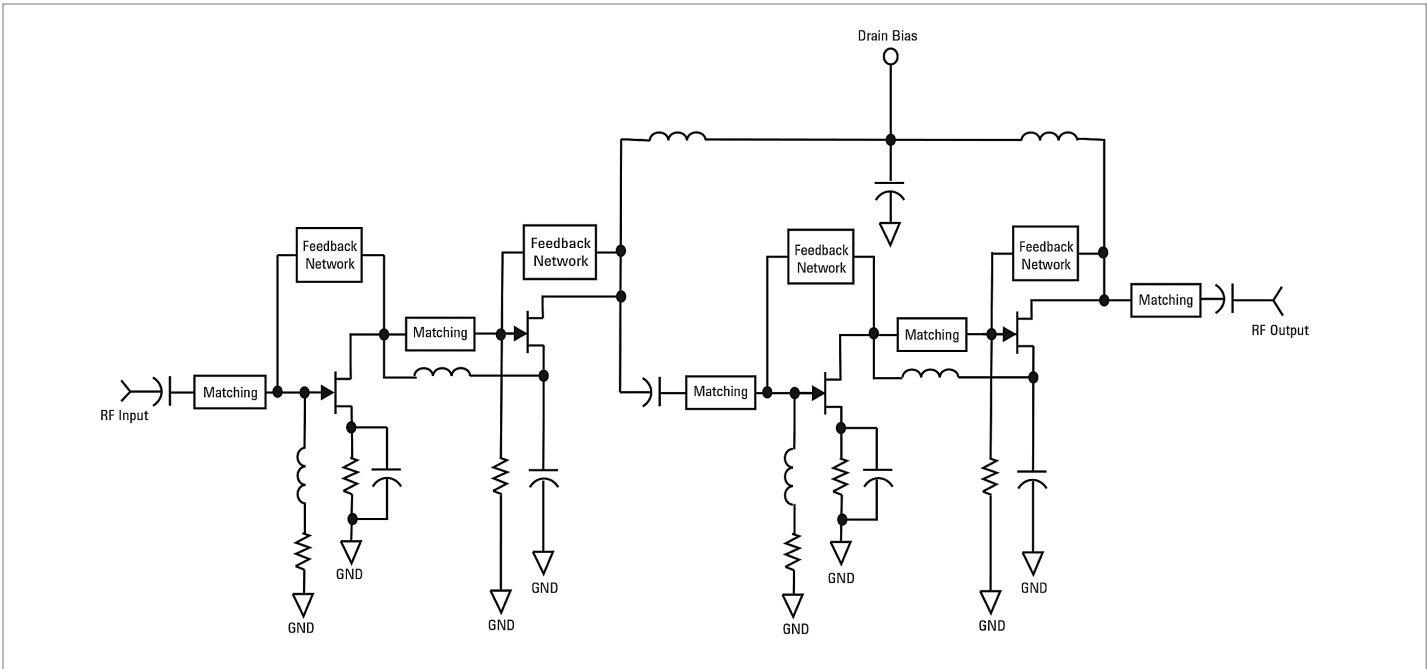 Drain Bias
Feedback
Network
Feedback
Network
Feedback
Network
Feedback
Network
Matching
Matching
Matching
RF Output
Matching
Matching
RF Input
GND
GND
GND
GND
GND
GND
GND
GND